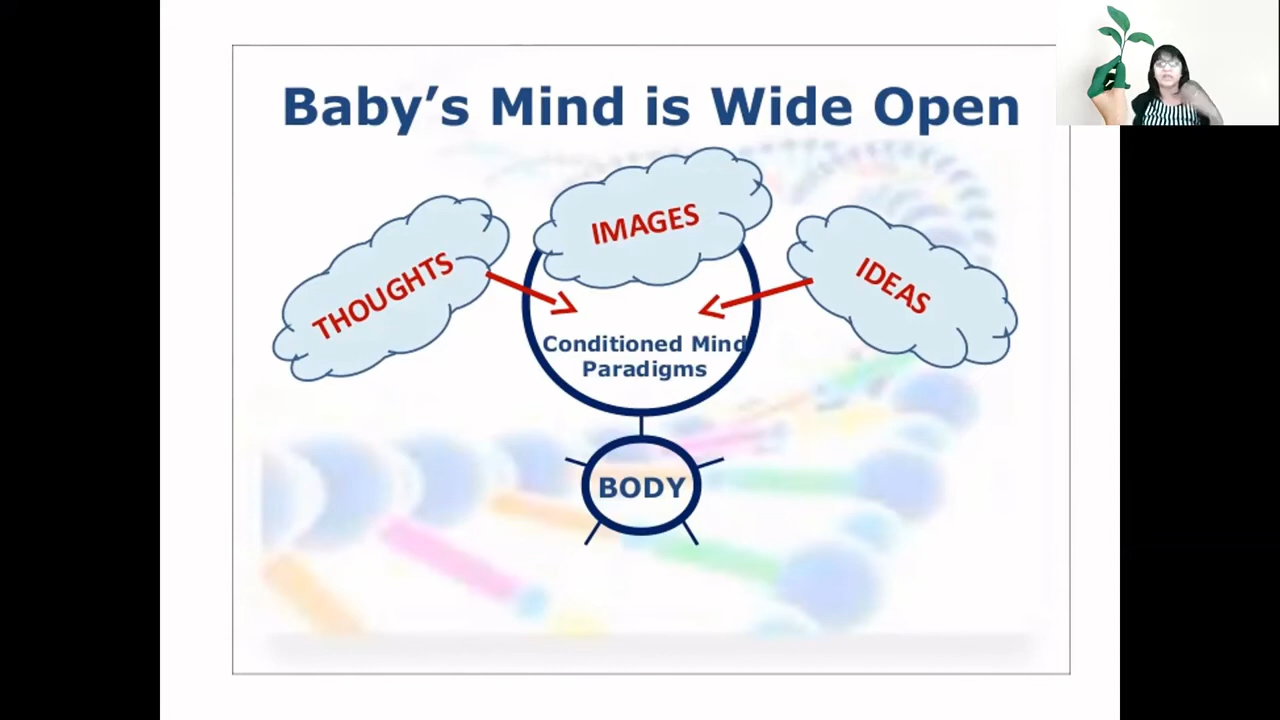 Baby’s Mind is Wide Open
THOUGHTS
IMAGES
IDEAS
Conditioned Mind
Paradigms
BODY